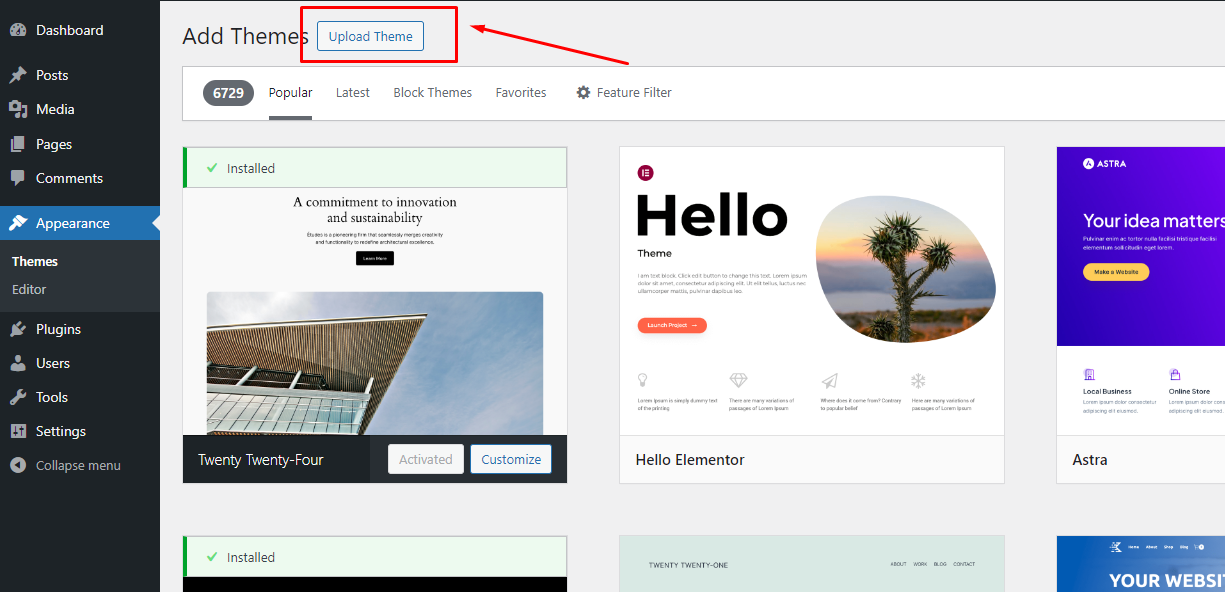 Dashboard
Posts
Media
Pages
Comments
Appearance
Themes
Editor
Plugins
Users
Tools
Settings
Collapse menu
Add Themes
Upload Theme
6729 Popular Latest Block Themes Favorites Feature Filter
Installed
A commitment to innovation
and sustainability
Études is a pioneering firm that seamlessly merges creativity
and functionality to redefine architectural excellence.
Learn More
Twenty Twenty-Four
Activated
Customize
Hello
Theme
I am text block. Click edit button to change this text. Lorem ipsum
dolor sit amet, consectetur adipiscing elit. Ut elit tellus, luctus nec
ullamcorper mattis, pulvinar dapibus leo.
Launch Project →
Lorem Ipsum is simply dummy text
of the printing
There are many variations of
passages of Lorem Ipsum
Where does it come from? Contrary
to popular belief
Here are many variations of
passages of Lorem Ipsum
Hello Elementor
ASTRA
Your idea matters
Pulvinar enim ac tortor nulla facilisi tristique facilisi
elementum sollicitudin eget lorem.
Make a Website
Local Business
Lorem ipsum dolor consectetur
adipiscing elit eiusmod.
Online Store
Lorem ipsum dolor
adipiscing elit eiusmod.
Astra
Installed
TWENTY TWENTY-ONE
ABOUT WORK BLOG CONTACT
Home About Shop Blog
YOUR WEBSI